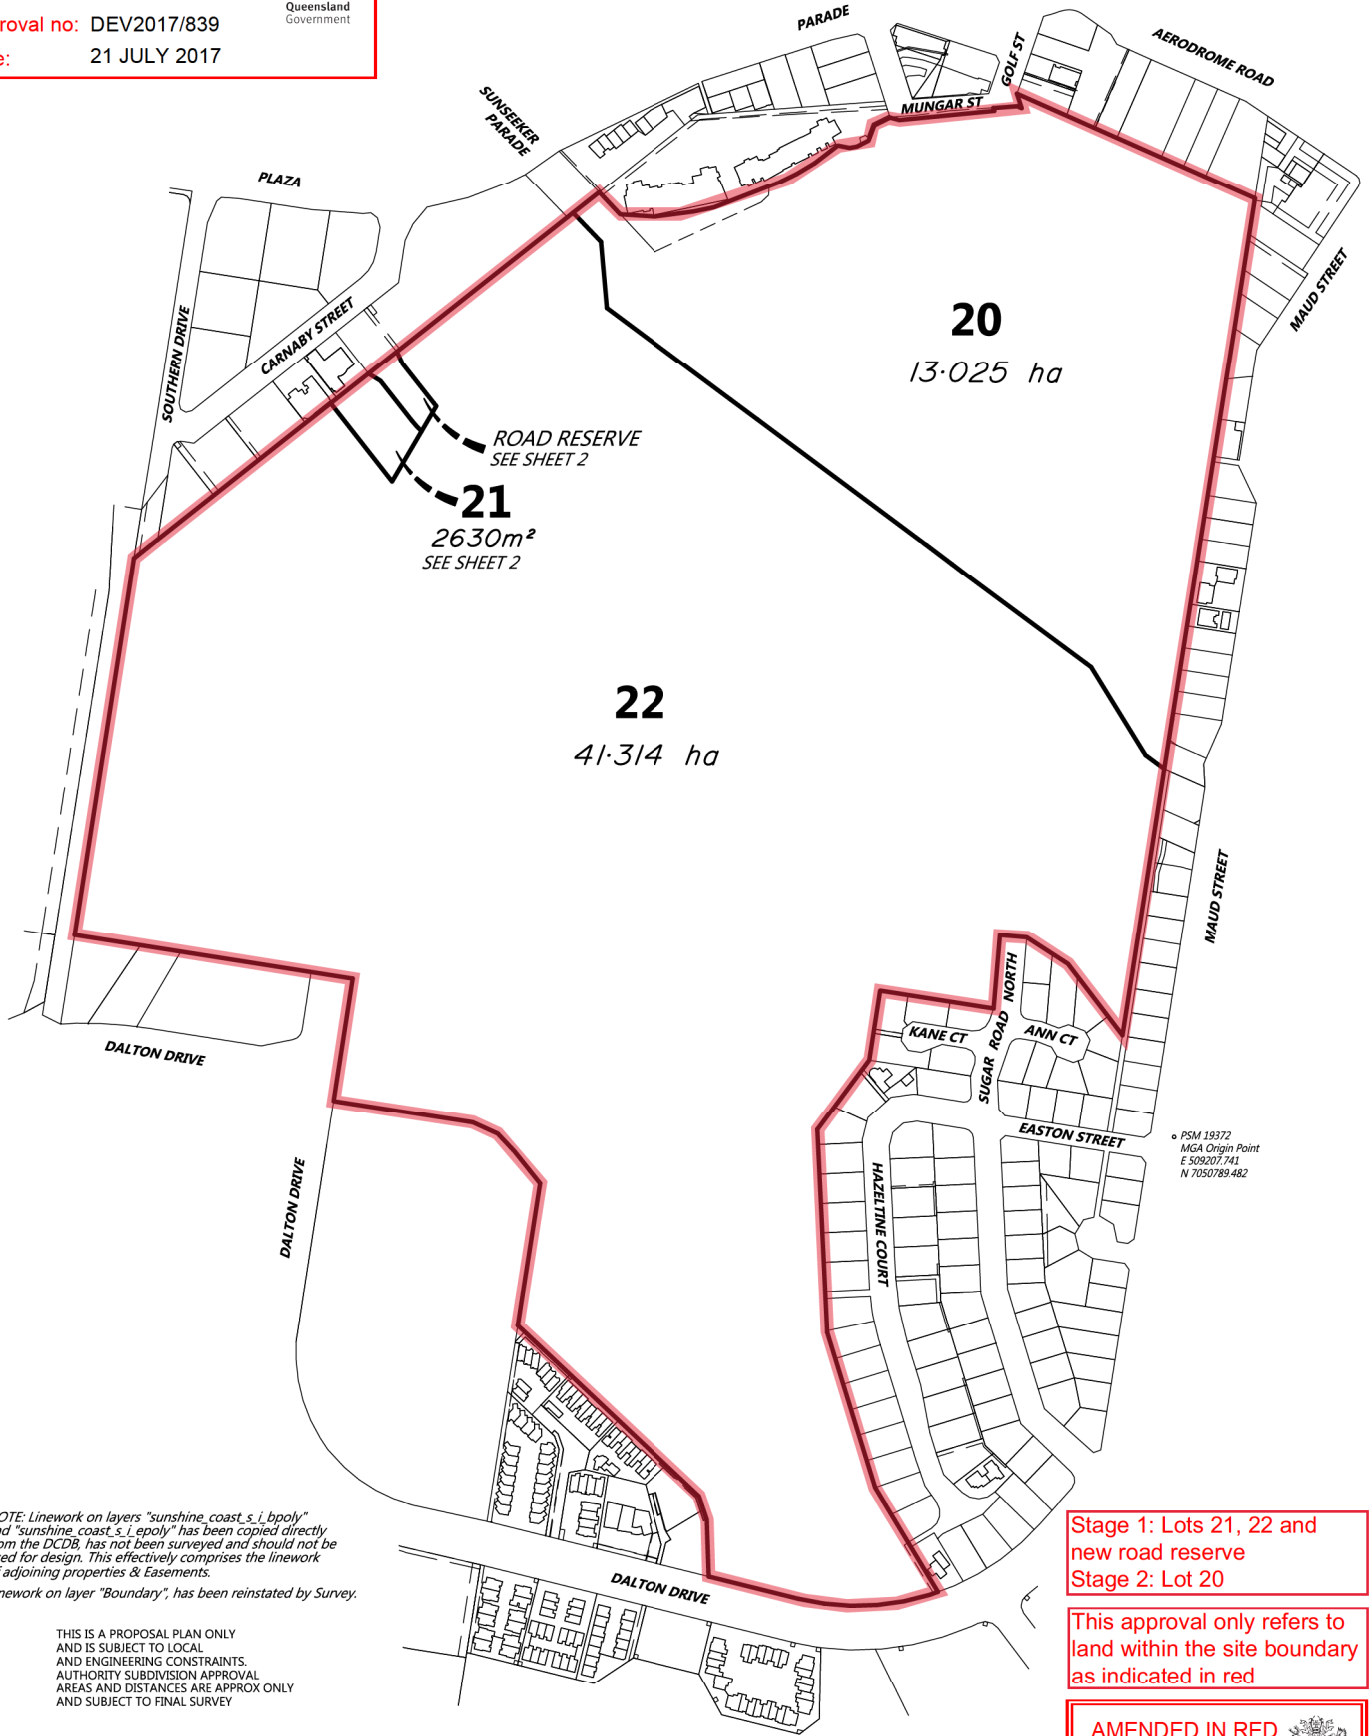 Queensland
Government
roval no: DEV2017/839
e: 21 JULY 2017
PARADE
GOLF ST
AERODROME ROAD
MUNGAR ST
SUNSEEKER
PARADE
PLAZA
MAUD STREET
SOUTHERN DRIVE
CARNABY STREET
20
13·025 ha
ROAD RESERVE
SEE SHEET 2
21
2630m²
SEE SHEET 2
22
41·314 ha
MAUD STREET
SUGAR ROAD NORTH
KANE CT
ANN CT
DALTON DRIVE
EASTON STREET
PSM 19372
MGA Origin Point
E 509207.741
N 7050789.482
DALTON DRIVE
HAZELTINE COURT
OTE: Linework on layers "sunshine_coast_s_i_bpoly"
d "sunshine_coast_s_i_epoly" has been copied directly
om the DCDB, has not been surveyed and should not be
ed for design. This effectively comprises the linework
f adjoining properties & Easements.
nework on layer "Boundary", has been reinstated by Survey.
DALTON DRIVE
THIS IS A PROPOSAL PLAN ONLY
AND IS SUBJECT TO LOCAL
AND ENGINEERING CONSTRAINTS.
AUTHORITY SUBDIVISION APPROVAL
AREAS AND DISTANCES ARE APPROX ONLY
AND SUBJECT TO FINAL SURVEY
Stage 1: Lots 21, 22 and
new road reserve
Stage 2: Lot 20
This approval only refers to
land within the site boundary
as indicated in red
AMENDED IN RED